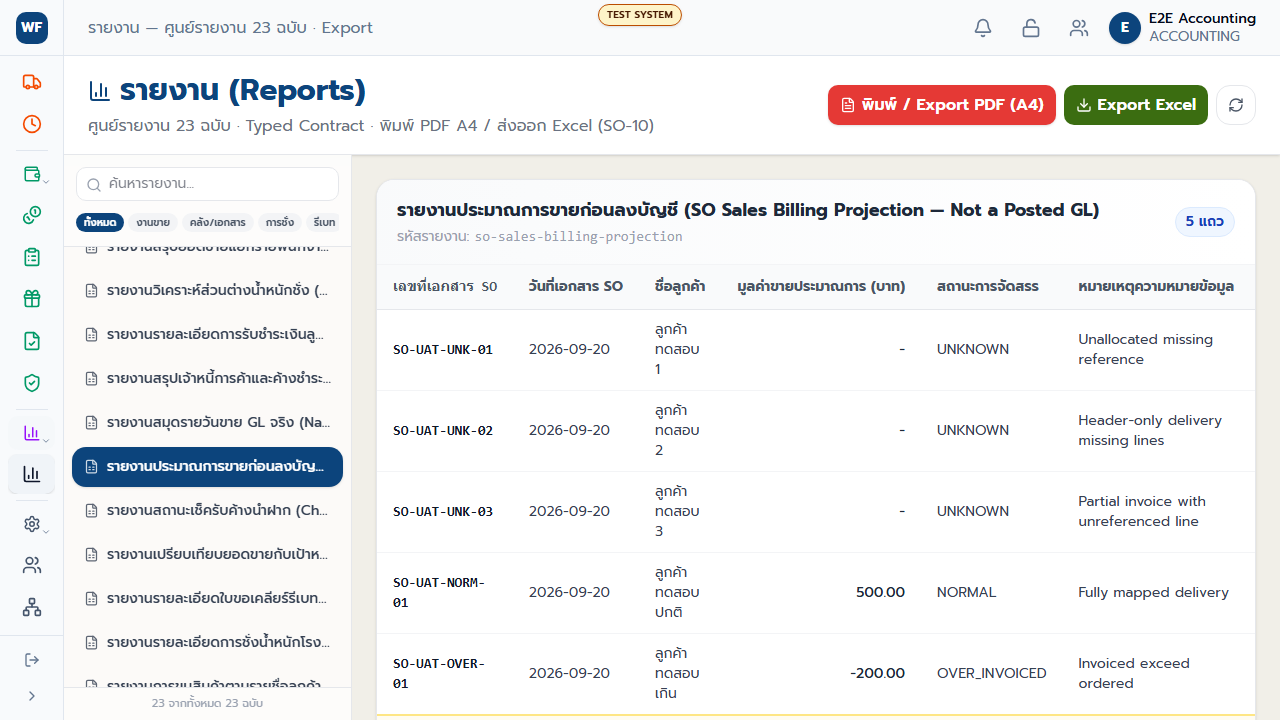 WF
รายงาน — ศูนย์รายงาน 23 ฉบับ · Export
TEST SYSTEM
E
E2E Accounting
ACCOUNTING
รายงาน (Reports)
ศูนย์รายงาน 23 ฉบับ · Typed Contract · พิมพ์ PDF A4 / ส่งออก Excel (SO-10)
พิมพ์ / Export PDF (A4)
Export Excel
ค้นหารายงาน...
ทั้งหมด
งานขาย
คลัง/เอกสาร
การชั่ง
รีเบท
รายงานวิเคราะห์ส่วนต่างน้ำหนักชั่ง (...
รายงานรายละเอียดการรับชำระเงินลู...
รายงานสรุปเจ้าหนี้การค้าและค้างชำระ...
รายงานสมุดรายวันขาย GL จริง (Na...
รายงานประมาณการขายก่อนลงบัญ...
รายงานสถานะเช็ครับค้างนำฝาก (Ch...
รายงานเปรียบเทียบยอดขายกับเป้าห...
รายงานรายละเอียดใบขอเคลียร์รีเบท...
รายงานรายละเอียดการชั่งน้ำหนักโรง...
23 จากทั้งหมด 23 ฉบับ
รายงานประมาณการขายก่อนลงบัญชี (SO Sales Billing Projection — Not a Posted GL)
รหัสรายงาน: so-sales-billing-projection
5 แถว
เลขที่เอกสาร SO วันที่เอกสาร SO ชื่อลูกค้า มูลค่าขายประมาณการ (บาท) สถานะการจัดสรร หมายเหตุความหมายข้อมูล
SO-UAT-UNK-01 2026-09-20 ลูกค้า ทดสอบ 1 - UNKNOWN Unallocated missing reference
SO-UAT-UNK-02 2026-09-20 ลูกค้า ทดสอบ 2 - UNKNOWN Header-only delivery missing lines
SO-UAT-UNK-03 2026-09-20 ลูกค้า ทดสอบ 3 - UNKNOWN Partial invoice with unreferenced line
SO-UAT-NORM-01 2026-09-20 ลูกค้า ทดสอบ ปกติ 500.00 NORMAL Fully mapped delivery
SO-UAT-OVER-01 2026-09-20 ลูกค้า ทดสอบ เกิน -200.00 OVER_INVOICED Invoiced exceed ordered